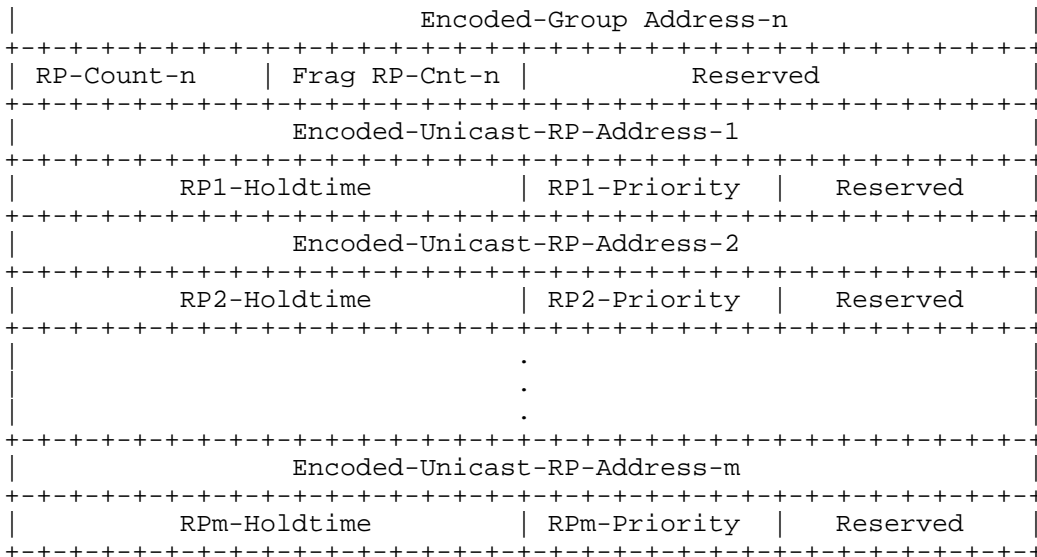 |                         Encoded-Group Address-n               |
+-+-+-+-+-+-+-+-+-+-+-+-+-+-+-+-+-+-+-+-+-+-+-+-+-+-+-+-+-+-+-+-+
| RP-Count-n    | Frag RP-Cnt-n |          Reserved             |
+-+-+-+-+-+-+-+-+-+-+-+-+-+-+-+-+-+-+-+-+-+-+-+-+-+-+-+-+-+-+-+-+
|                 Encoded-Unicast-RP-Address-1                  |
+-+-+-+-+-+-+-+-+-+-+-+-+-+-+-+-+-+-+-+-+-+-+-+-+-+-+-+-+-+-+-+-+
|          RP1-Holdtime         | RP1-Priority  |   Reserved    |
+-+-+-+-+-+-+-+-+-+-+-+-+-+-+-+-+-+-+-+-+-+-+-+-+-+-+-+-+-+-+-+-+
|                 Encoded-Unicast-RP-Address-2                  |
+-+-+-+-+-+-+-+-+-+-+-+-+-+-+-+-+-+-+-+-+-+-+-+-+-+-+-+-+-+-+-+-+
|          RP2-Holdtime         | RP2-Priority  |   Reserved    |
+-+-+-+-+-+-+-+-+-+-+-+-+-+-+-+-+-+-+-+-+-+-+-+-+-+-+-+-+-+-+-+-+
|                               .                               |
|                               .                               |
|                               .                               |
+-+-+-+-+-+-+-+-+-+-+-+-+-+-+-+-+-+-+-+-+-+-+-+-+-+-+-+-+-+-+-+-+
|                 Encoded-Unicast-RP-Address-m                  |
+-+-+-+-+-+-+-+-+-+-+-+-+-+-+-+-+-+-+-+-+-+-+-+-+-+-+-+-+-+-+-+-+
|          RPm-Holdtime         | RPm-Priority  |   Reserved    |
+-+-+-+-+-+-+-+-+-+-+-+-+-+-+-+-+-+-+-+-+-+-+-+-+-+-+-+-+-+-+-+-+